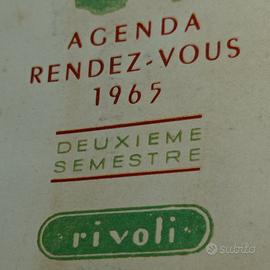 AGENDA
RENDEZ-VOUS
1965
DEUXIEME
SEMESTRE
rivoli
subito